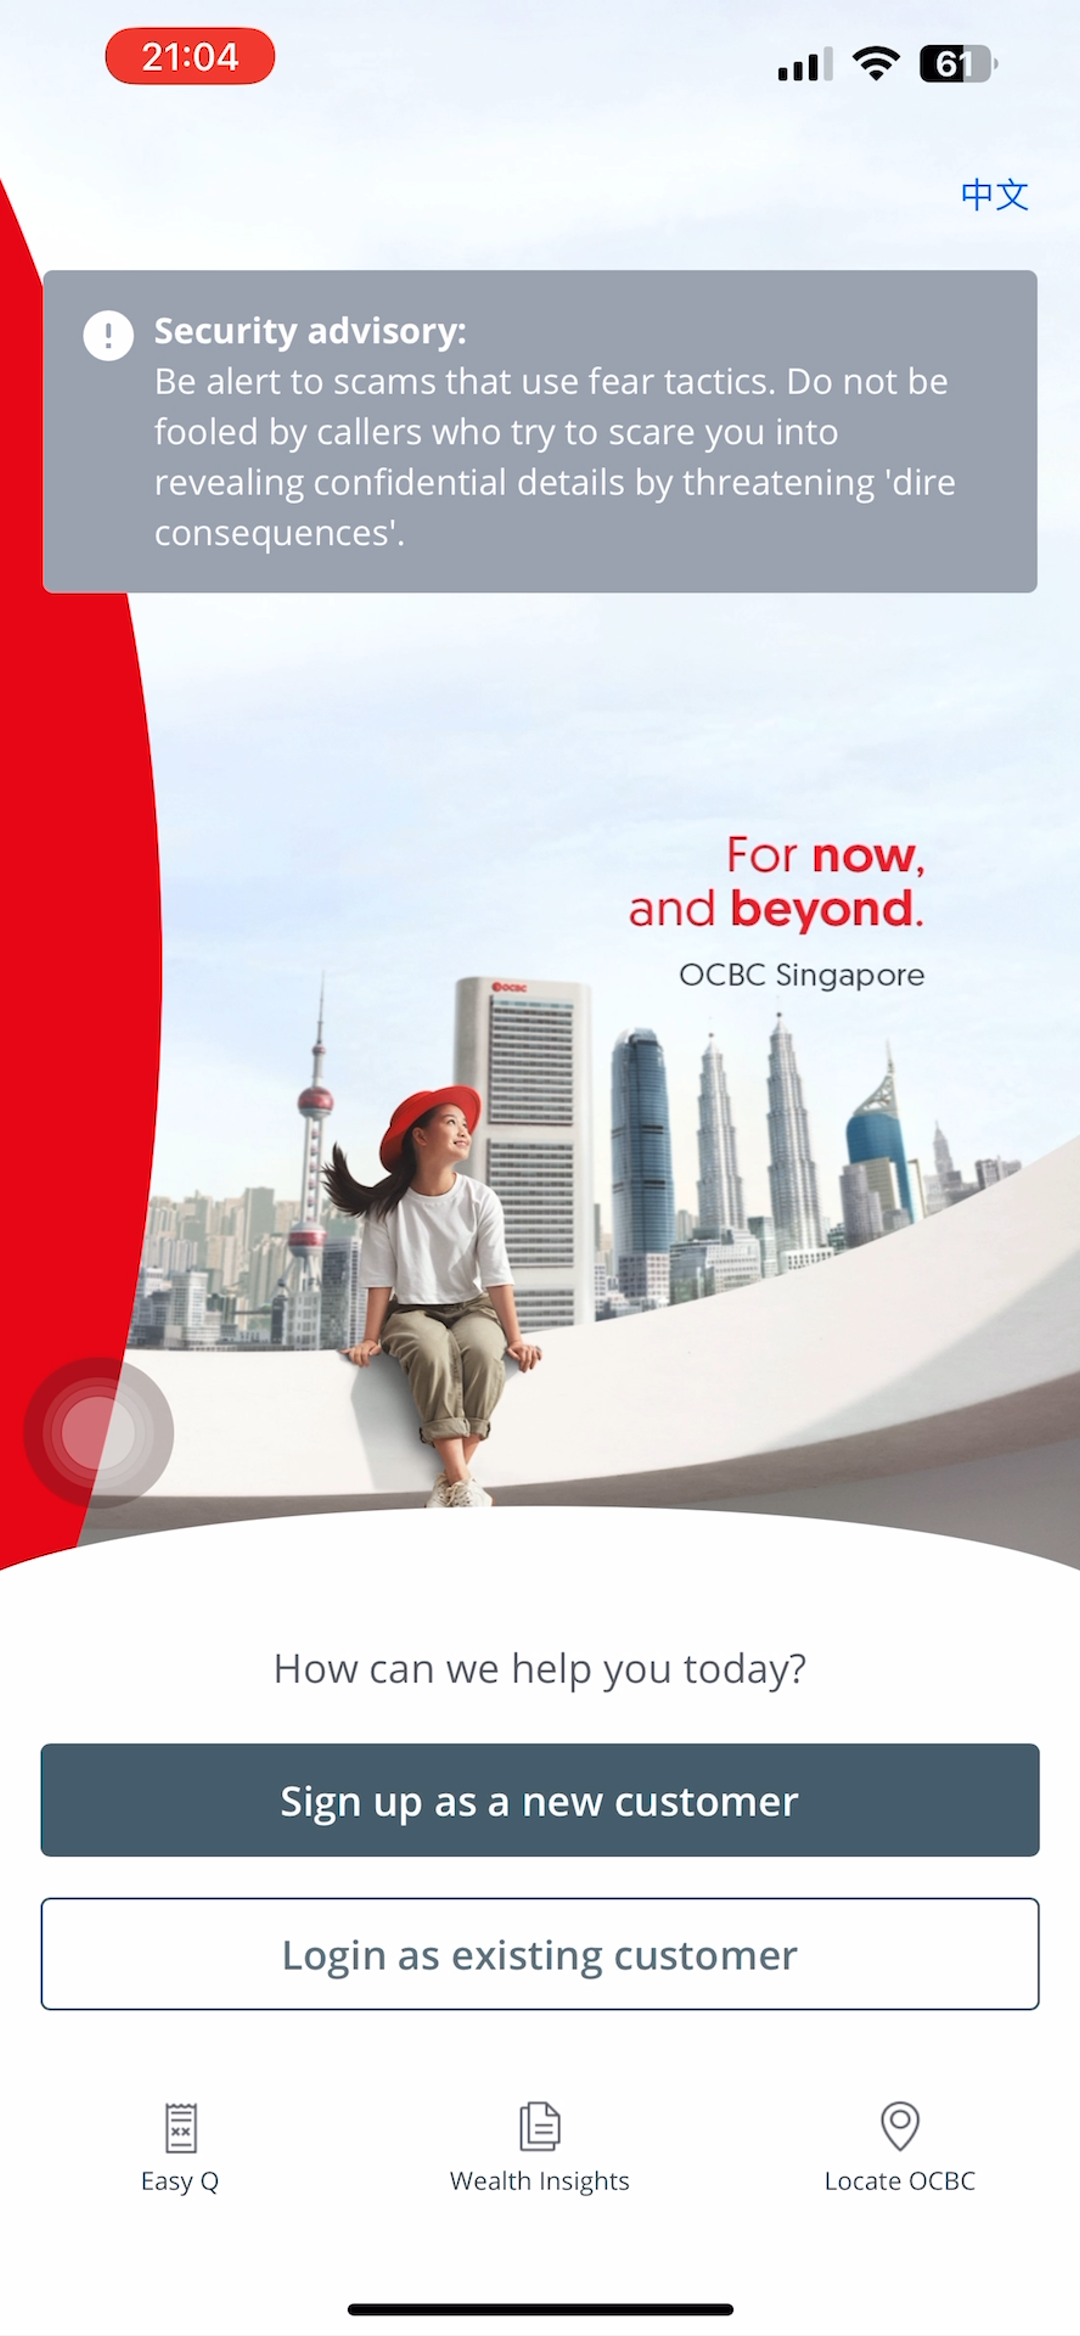 21:04
61
中文
Security advisory:
Be alert to scams that use fear tactics. Do not be
fooled by callers who try to scare you into
revealing confidential details by threatening 'dire
consequences'.
For now,
and beyond.
OCBC Singapore
OCBC
How can we help you today?
Sign up as a new customer
Login as existing customer
Easy Q
Wealth Insights
Locate OCBC